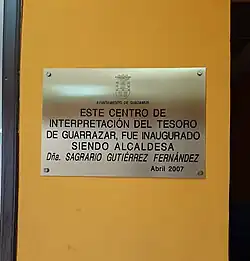 AYUNTAMIENTO DE GUADAMUR
ESTE CENTRO DE
INTERPRETACIÓN DEL TESORO
DE GUARRAZAR, FUE INAUGURADO
SIENDO ALCALDESA
Dña. SAGRARIO GUTIÉRREZ FERNÁNDEZ
Abril 2007